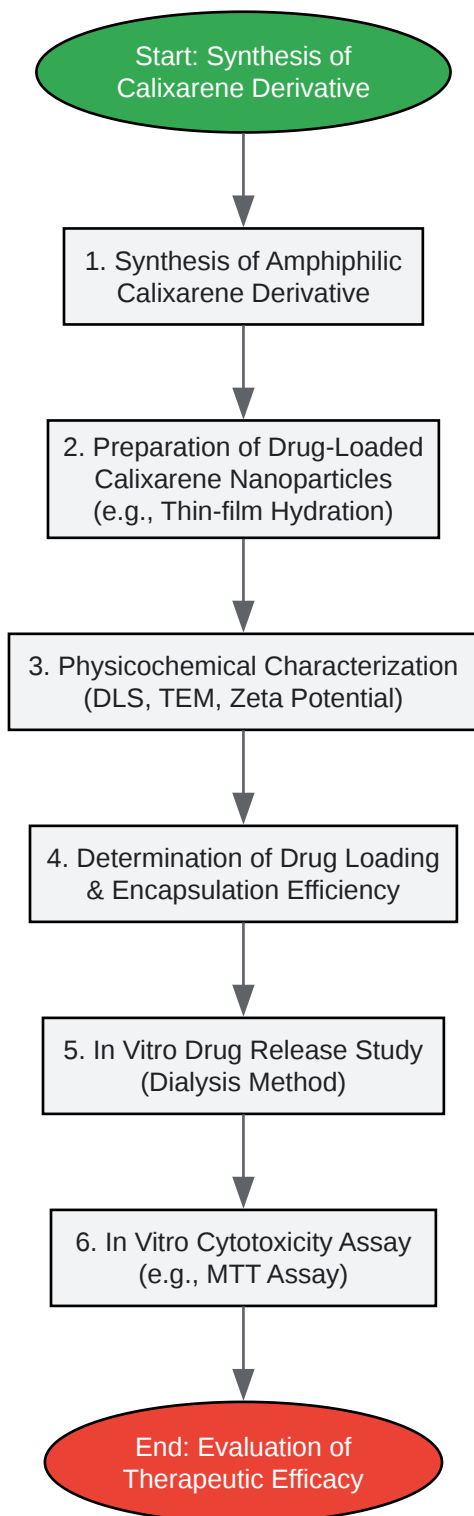 Start: Synthesis of
Calixarene Derivative
1. Synthesis of Amphiphilic
Calixarene Derivative
2. Preparation of Drug-Loaded
Calixarene Nanoparticles
(e.g., Thin-film Hydration)
3. Physicochemical Characterization
(DLS, TEM, Zeta Potential)
4. Determination of Drug Loading
& Encapsulation Efficiency
5. In Vitro Drug Release Study
(Dialysis Method)
6. In Vitro Cytotoxicity Assay
(e.g., MTT Assay)
End: Evaluation of
Therapeutic Efficacy